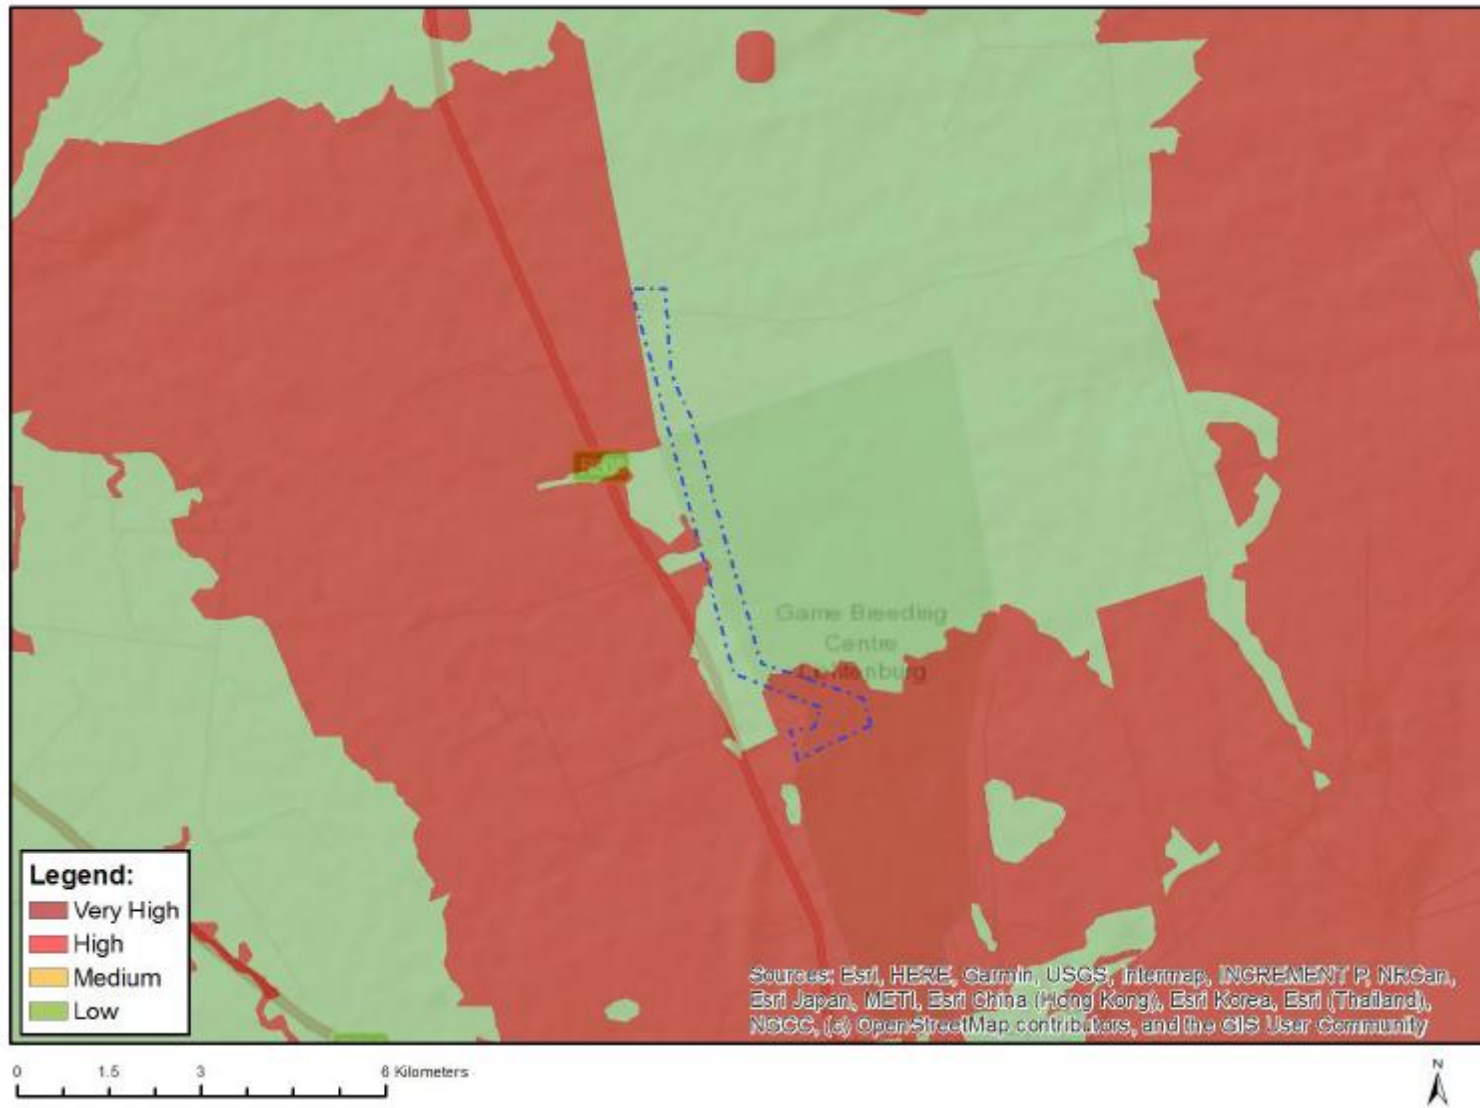 Game Breeding
Centre
Lichtenburg
Legend:
Very High
High
Medium
Low
Sources: Esri, HERE, Garmin, USGS, Intermap, INCREMENT P, NRCan,
Esri Japan, METI, Esri China (Hong Kong), Esri Korea, Esri (Thailand),
NGCC, (c) OpenStreetMap contributors, and the GIS User Community
0 1.5 3 6 Kilometers
N